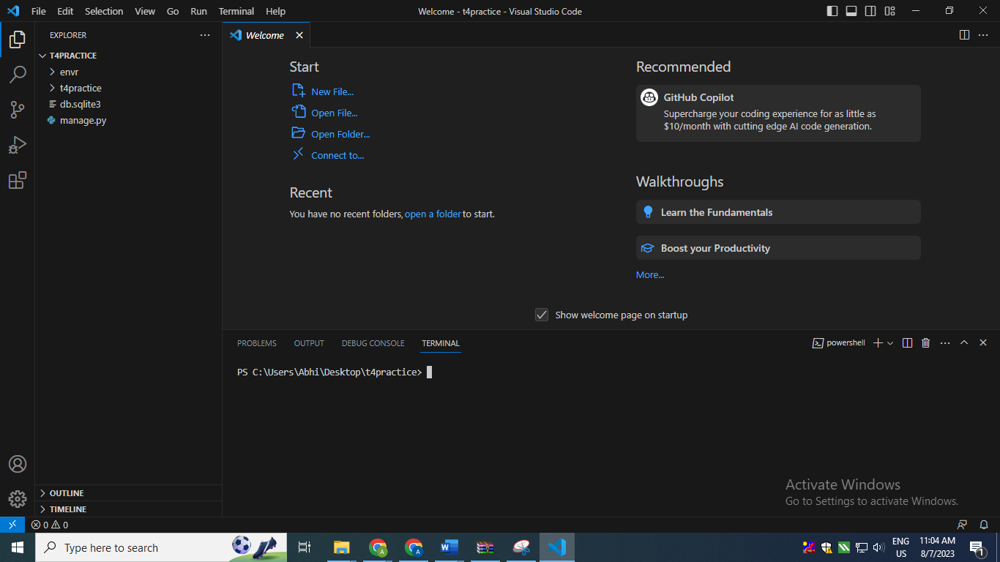 File Edit Selection View Go Run Terminal Help
Welcome - t4practice - Visual Studio Code
EXPLORER
T4PRACTICE
envr
t4practice
db.sqlite3
manage.py
OUTLINE
TIMELINE
Welcome
Start
New File...
Open File...
Open Folder...
Connect to...
Recent
You have no recent folders, open a folder to start.
Recommended
GitHub Copilot
Supercharge your coding experience for as little as
$10/month with cutting edge AI code generation.
Walkthroughs
Learn the Fundamentals
Boost your Productivity
More...
Show welcome page on startup
PROBLEMS OUTPUT DEBUG CONSOLE TERMINAL
powershell
PS C:\Users\Abhi\Desktop\t4practice>
Activate Windows
Go to Settings to activate Windows.
0 0
Type here to search
ENG
US
11:04 AM
8/7/2023
1